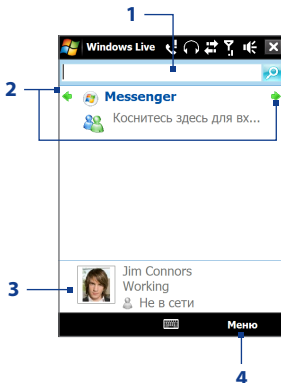 1
Windows Live
2
Messenger
Коснитесь здесь для вх...
3
Jim Connors
Working
Не в сети
Меню
4